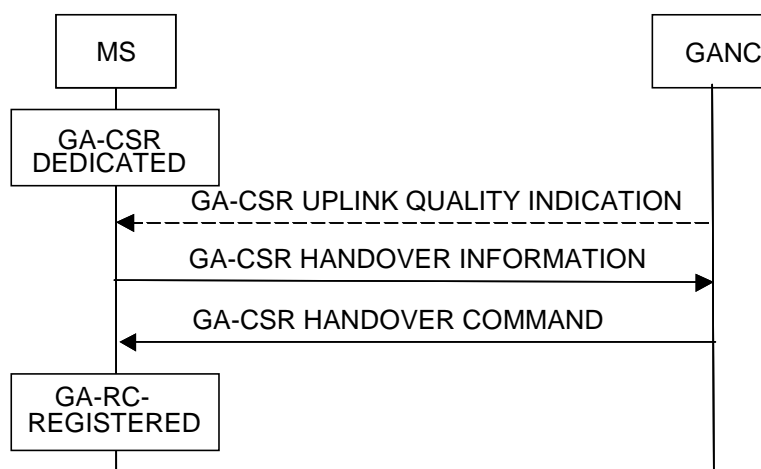 MS
GANC
GA-CSR
DEDICATED
GA-CSR UPLINK QUALITY INDICATION
GA-CSR HANDOVER INFORMATION
GA-CSR HANDOVER COMMAND
GA-RC-
REGISTERED